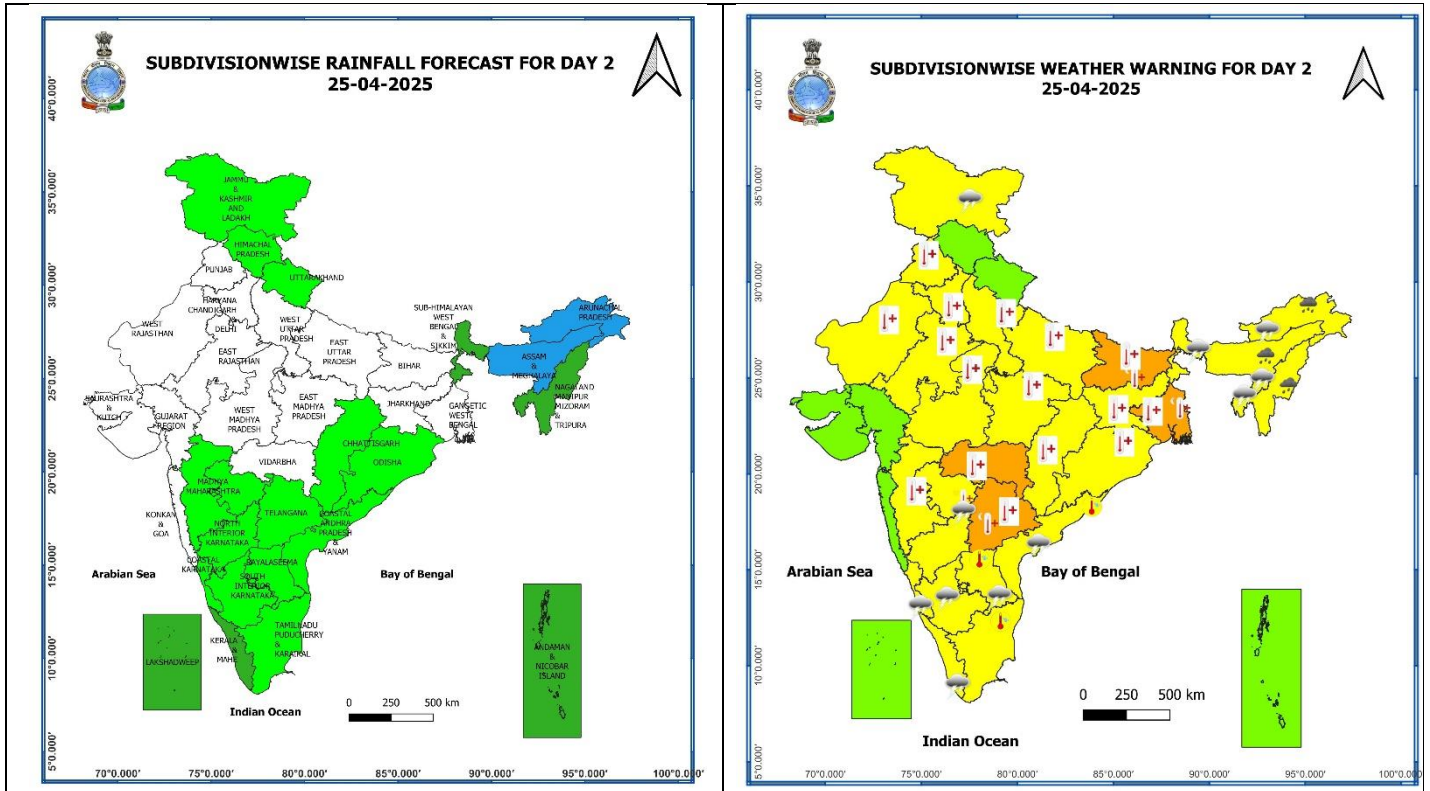 SUBDIVISIONWISE RAINFALL FORECAST FOR DAY 2
25-04-2025
40°0.000'
35°0.000'
30°0.000'
25°0.000'
20°0.000'
15°0.000'
10°0.000'
5°0.000'
JAMMU
&
KASHMIR
AND
LADAKH
HIMACHAL
PRADESH
PUNJAB
UTTARAKHAND
HARYANA
CHANDIGARH
&
DELHI
WEST
RAJASTHAN
WEST
UTTAR
PRADESH
SUB-HIMALAYAN
WEST
BENGAL
&
SIKKIM
ARUNACHAL
PRADESH
EAST
RAJASTHAN
EAST
UTTAR
PRADESH
BIHAR
ASSAM
&
MEGHALAYA
SAURASHTRA
&
KUTCH
GUJARAT
REGION
WEST
MADHYA
PRADESH
EAST
MADHYA
PRADESH
JHARKHAND
GANGETIC
WEST
BENGAL
NAGALAND
MANIPUR
MIZORAM
&
TRIPURA
CHHATTISGARH
ODISHA
VIDARBHA
MADHYA
MAHARASHTRA
KONKAN
&
GOA
NORTH
INTERIOR
KARNATAKA
TELANGANA
COASTAL
ANDHRA
PRADESH
&
YANAM
COASTAL
KARNATAKA
RAYALASEEMA
SOUTH
INTERIOR
KARNATAKA
Arabian Sea
Bay of Bengal
LAKSHADWEEP
KERALA
&
MAHE
TAMILNADU
PUDUCHERRY
&
KARAIKAL
ANDAMAN
&
NICOBAR
ISLAND
0 250 500 km
Indian Ocean
70°0.000' 75°0.000' 80°0.000' 85°0.000' 90°0.000' 95°0.000' 100°0.000'
SUBDIVISIONWISE WEATHER WARNING FOR DAY 2
25-04-2025
40°0.000'
35°0.000'
30°0.000'
25°0.000'
20°0.000'
15°0.000'
10°0.000'
5°0.000'
Arabian Sea
Bay of Bengal
0 250 500 km
Indian Ocean
70°0.000' 75°0.000' 80°0.000' 85°0.000' 90°0.000' 95°0.000' 100°0.000'